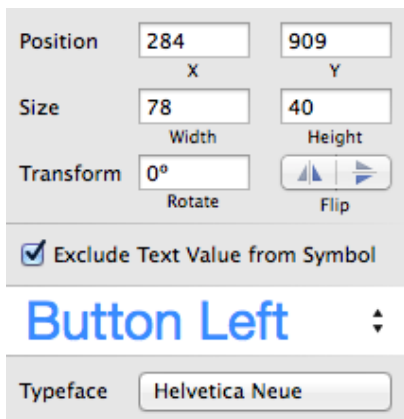 Position 284 909
X Y
Size 78 40
Width Height
Transform 0º
Rotate Flip
Exclude Text Value from Symbol
Button Left
Typeface Helvetica Neue